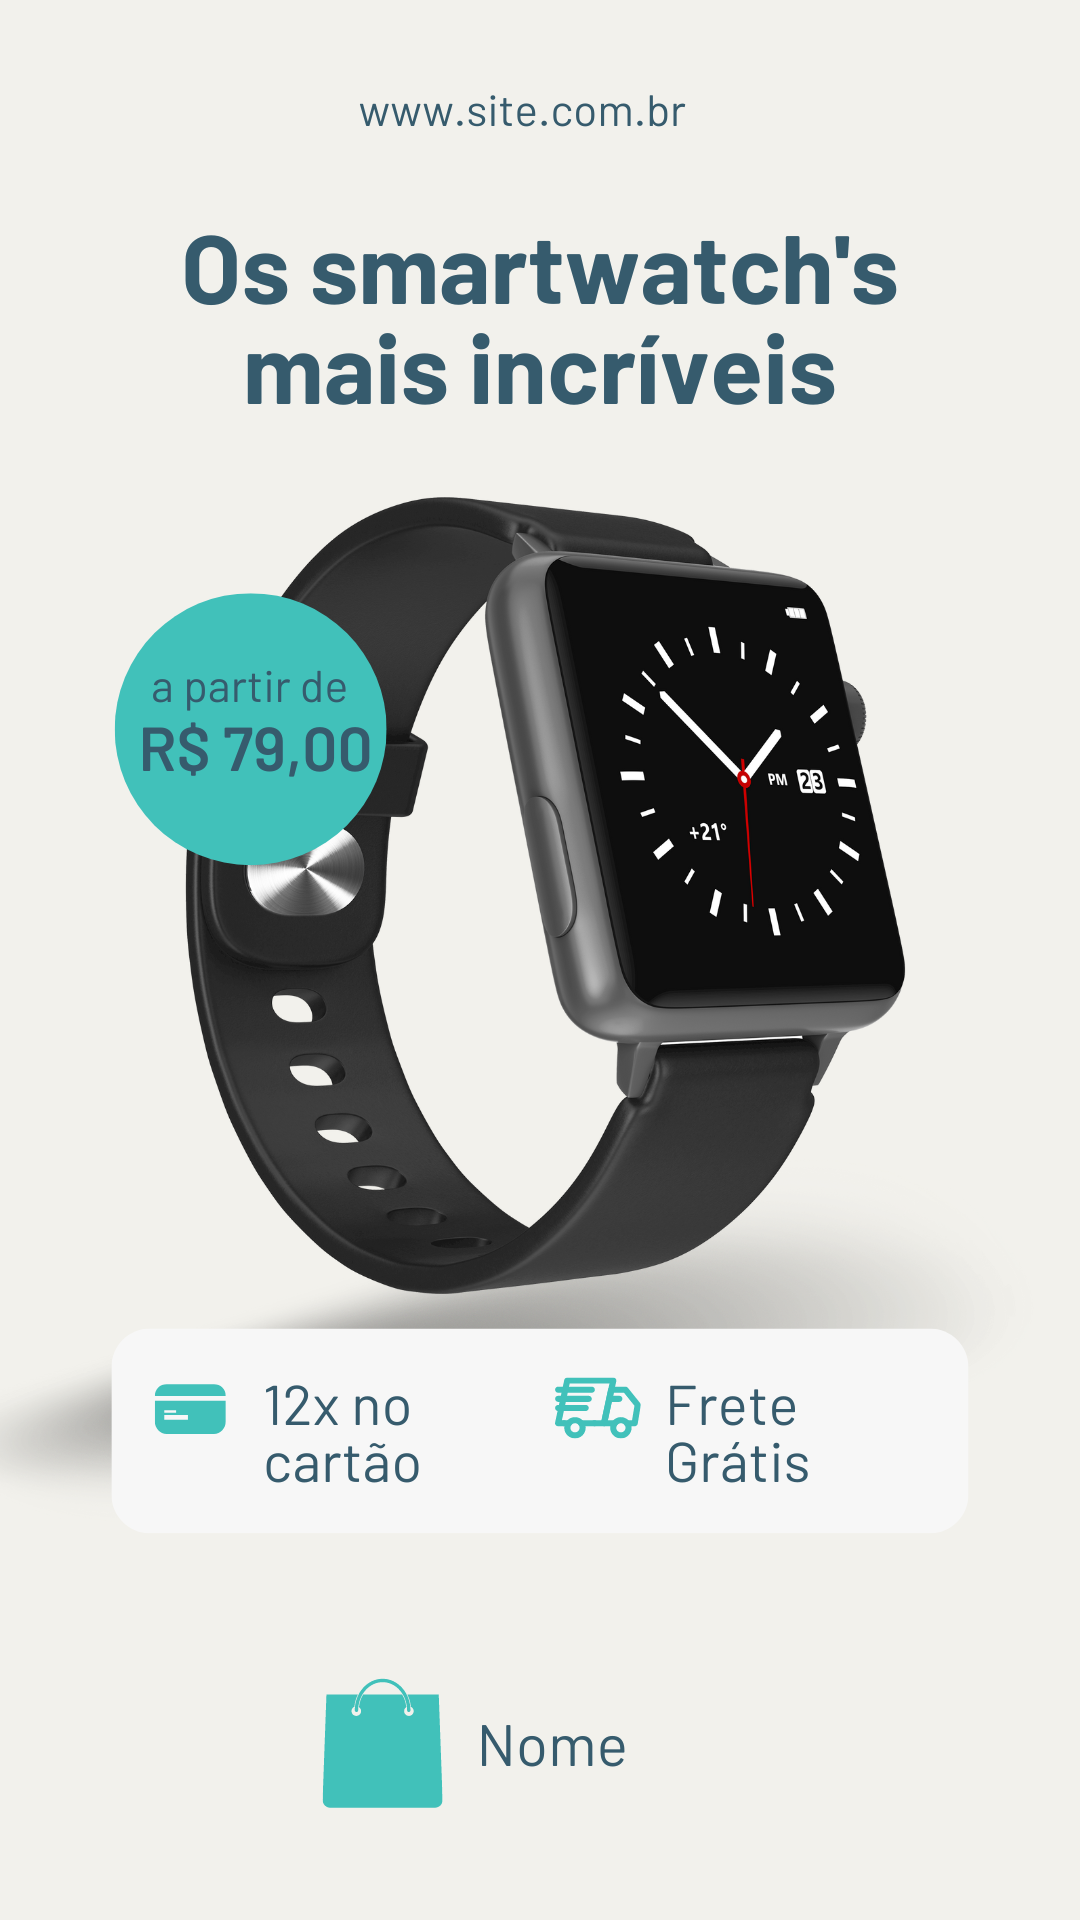 www.site.com.br
Os smartwatch's
mais incríveis
a partir de
R$ 79,00
PM 23
+21°
12x no
cartão
Frete
Grátis
Nome